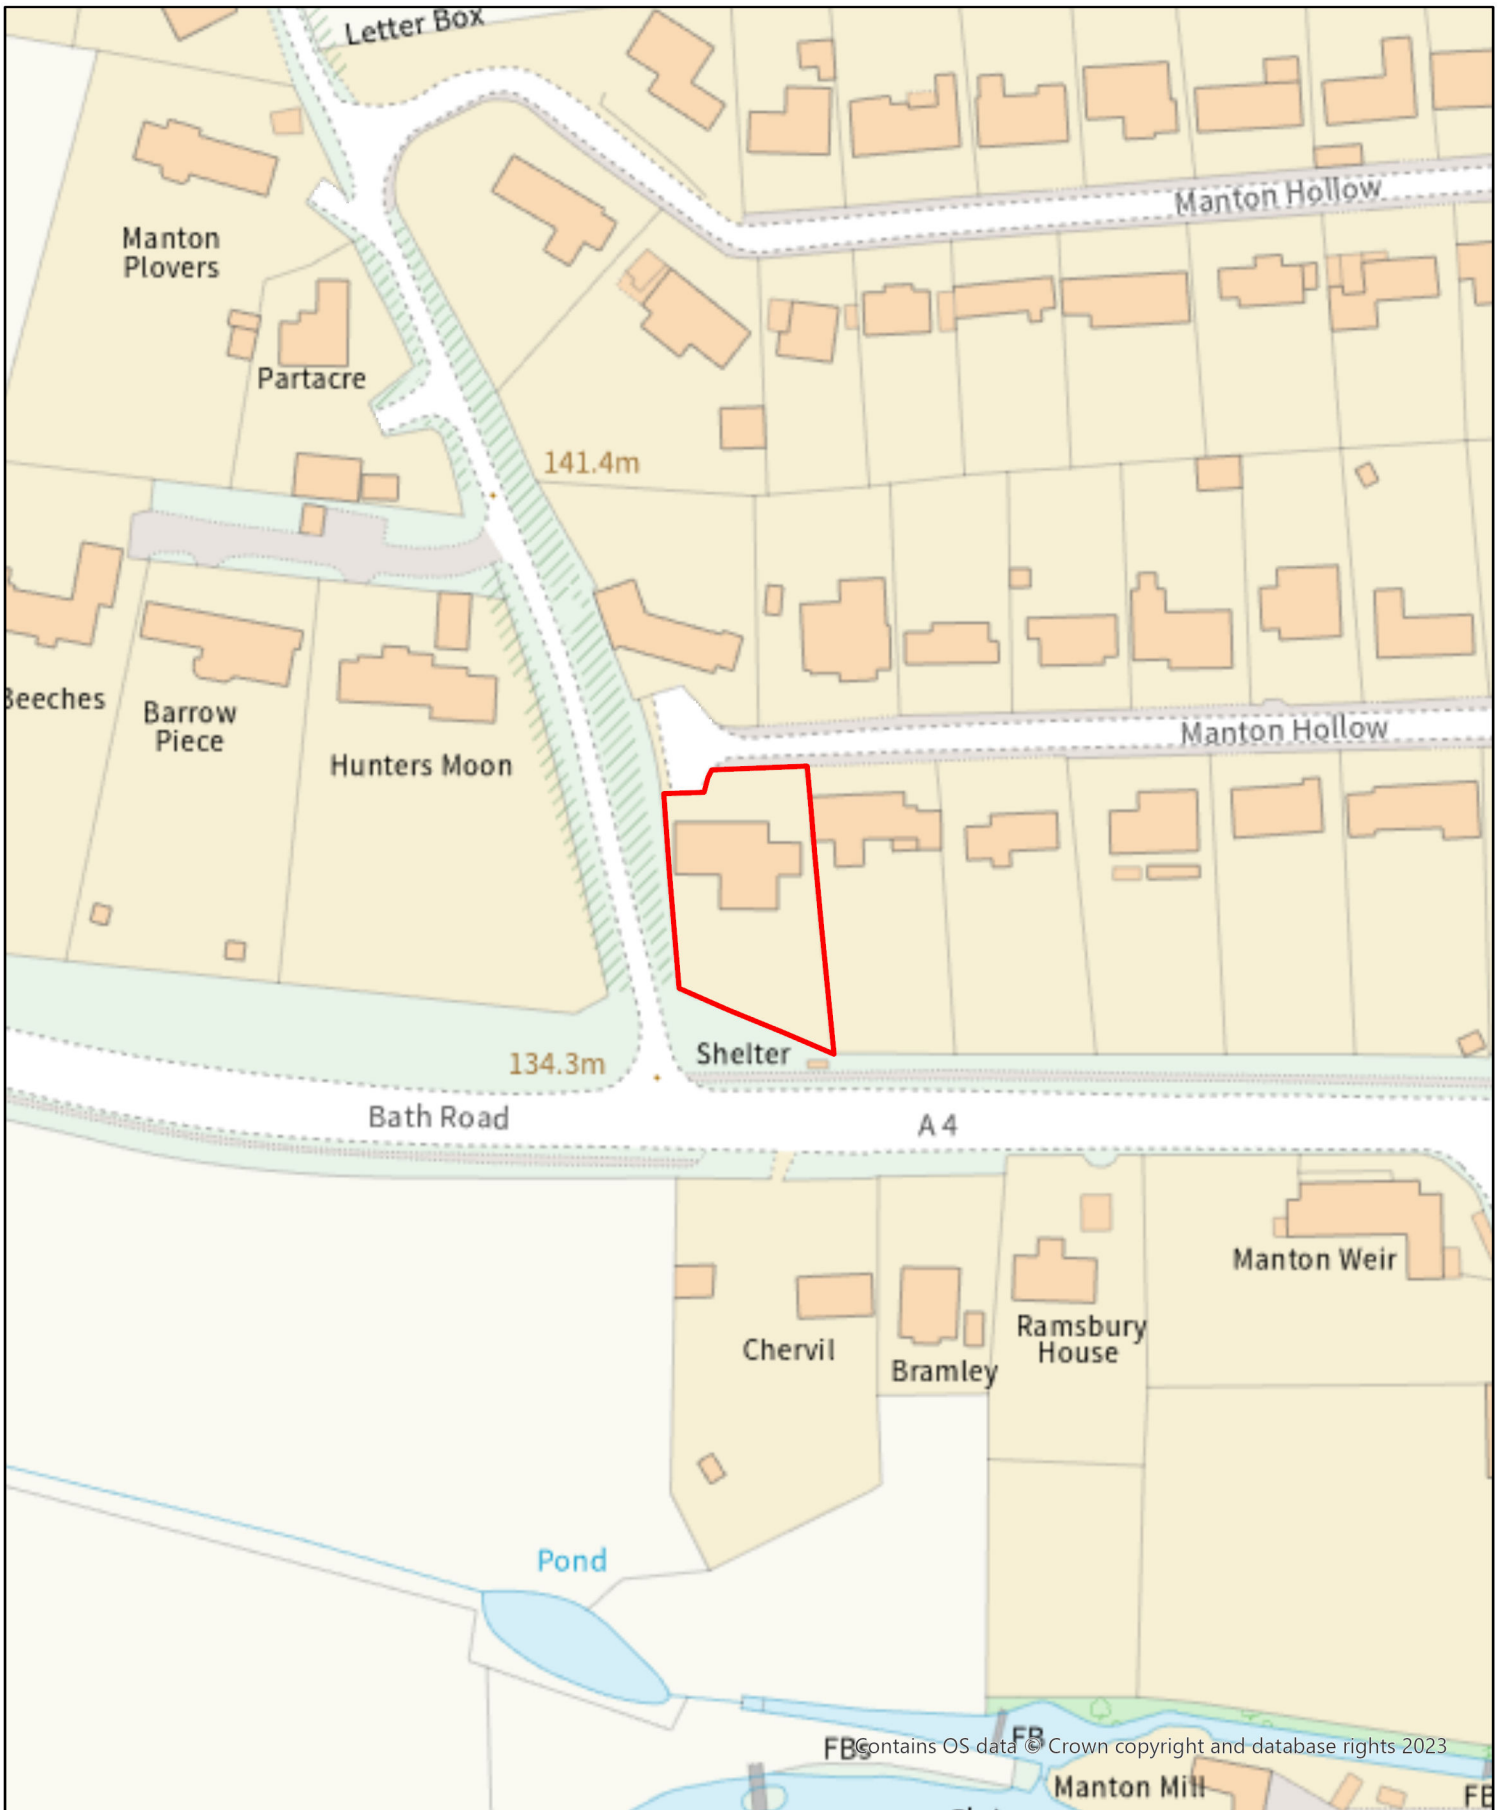 Letter Box
Manton Hollow
Manton
Plovers
Partacre
141.4m
Beeches
Barrow
Piece
Hunters Moon
Manton Hollow
Shelter
134.3m
Bath Road
A 4
Manton Weir
Chervil
Ramsbury
House
Bramley
Pond
FB
FBs
Contains OS data © Crown copyright and database rights 2023
Manton Mill
FB